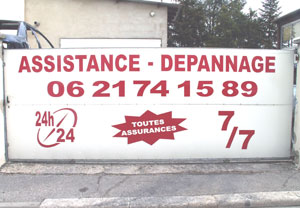 ASSISTANCE - DEPANNAGE
06 21 74 15 89
24h/24
TOUTES
ASSURANCES
7/7